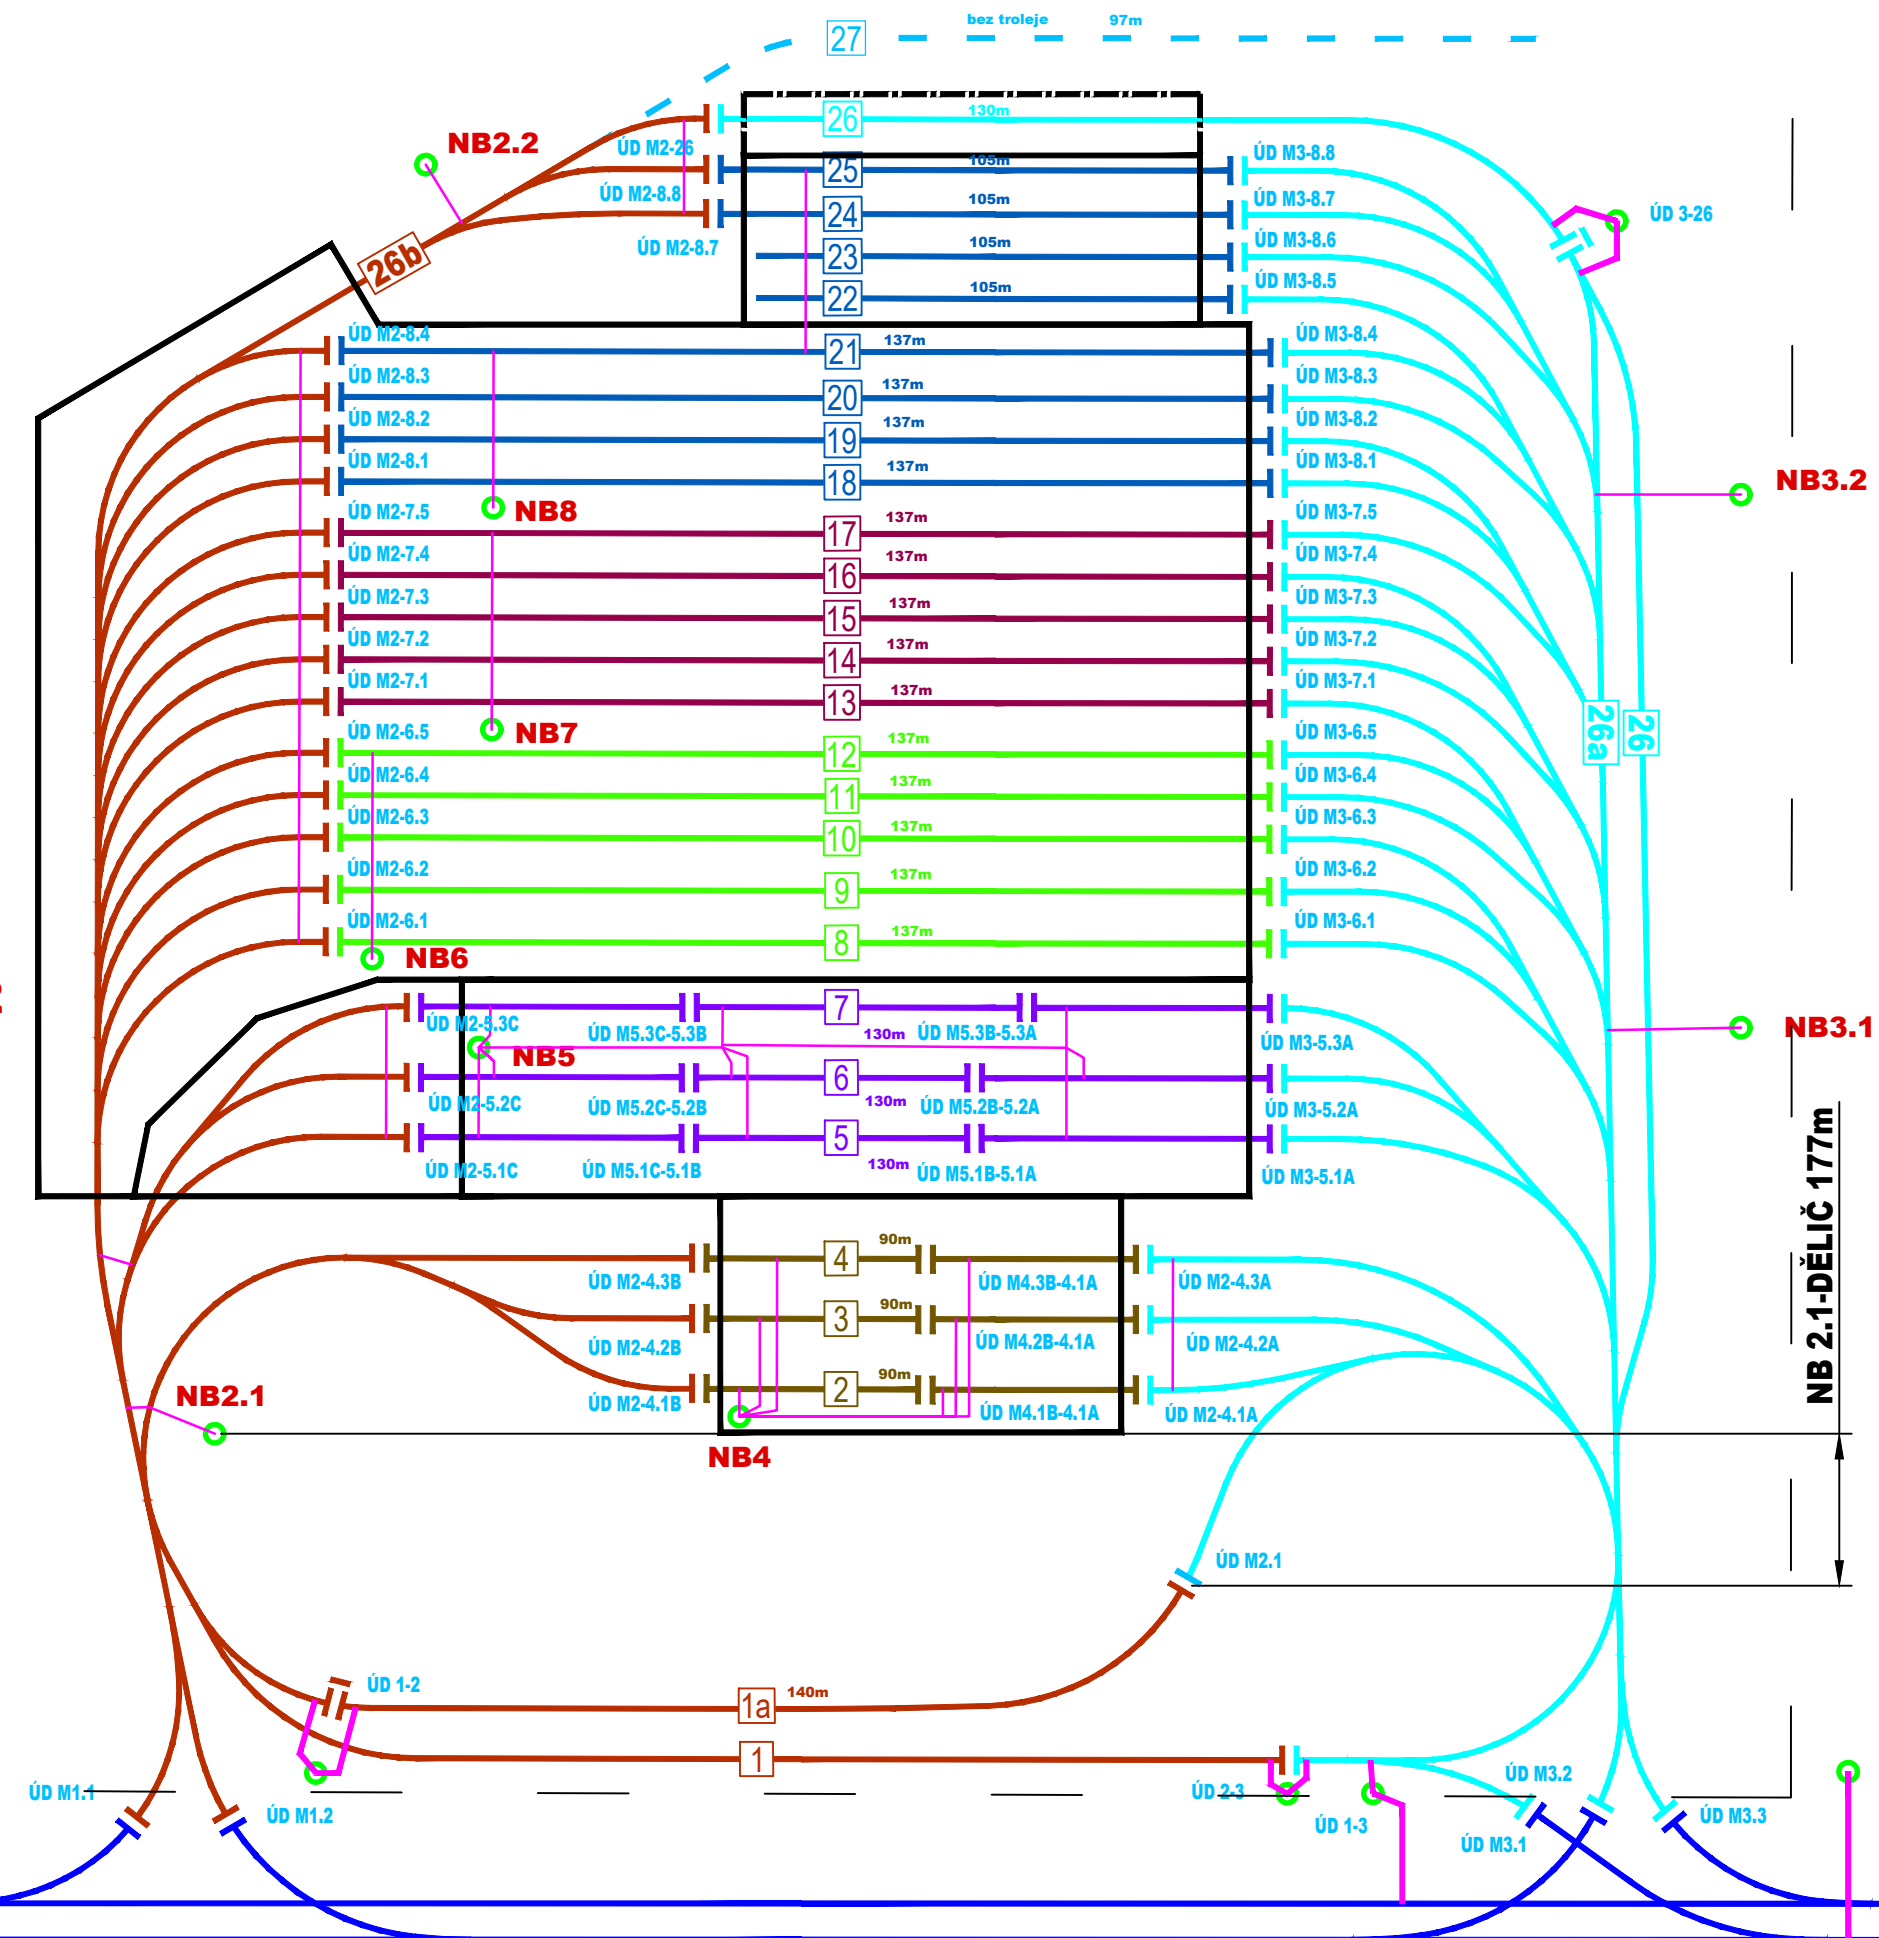 bez troleje 97m
27
26 130m
NB2.2
ÚD M2-26
25 105m
ÚD M3-8.8
ÚD M2-8.8
24 105m
ÚD M3-8.7
ÚD 3-26
ÚD M2-8.7
23 105m
ÚD M3-8.6
26b
22 105m
ÚD M3-8.5
ÚD M2-8.4
21 137m
ÚD M3-8.4
ÚD M2-8.3
20 137m
ÚD M3-8.3
ÚD M2-8.2
19 137m
ÚD M3-8.2
ÚD M2-8.1
18 137m
ÚD M3-8.1
NB3.2
NB8
ÚD M2-7.5
17 137m
ÚD M3-7.5
ÚD M2-7.4
16 137m
ÚD M3-7.4
ÚD M2-7.3
15 137m
ÚD M3-7.3
ÚD M2-7.2
14 137m
ÚD M3-7.2
ÚD M2-7.1
13 137m
ÚD M3-7.1
26a
26
NB7
ÚD M2-6.5
12 137m
ÚD M3-6.5
ÚD M2-6.4
11 137m
ÚD M3-6.4
ÚD M2-6.3
10 137m
ÚD M3-6.3
ÚD M2-6.2
9 137m
ÚD M3-6.2
ÚD M2-6.1
8 137m
ÚD M3-6.1
NB6
7
130m
ÚD M2-5.3C
ÚD M5.3C-5.3B
ÚD M5.3B-5.3A
ÚD M3-5.3A
NB3.1
NB5
6
130m
ÚD M2-5.2C
ÚD M5.2C-5.2B
ÚD M5.2B-5.2A
ÚD M3-5.2A
5
130m
ÚD M2-5.1C
ÚD M5.1C-5.1B
ÚD M5.1B-5.1A
ÚD M3-5.1A
NB 2.1-DĚLIČ 177m
4 90m
ÚD M2-4.3B
ÚD M4.3B-4.1A
ÚD M2-4.3A
3 90m
ÚD M2-4.2B
ÚD M4.2B-4.1A
ÚD M2-4.2A
2 90m
ÚD M2-4.1B
ÚD M4.1B-4.1A
ÚD M2-4.1A
NB2.1
NB4
ÚD M2.1
ÚD 1-2
1a 140m
1
ÚD M1.1
ÚD M1.2
ÚD 2-3
ÚD 1-3
ÚD M3.2
ÚD M3.1
ÚD M3.3